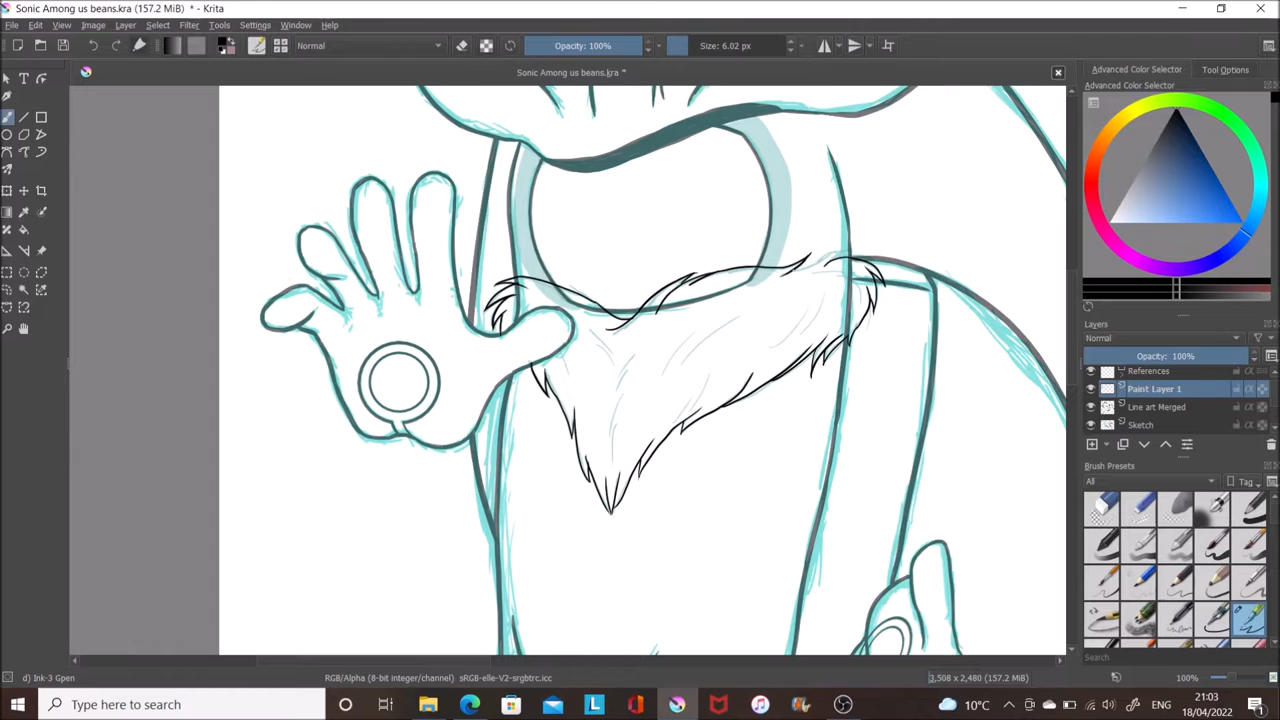 Sonic Among us beans.kra (157.2 MiB) * - Krita
File Edit View Image Layer Select Filter Tools Settings Window Help
Normal Opacity: 100% Size: 6.02 px
Sonic Among us beans.kra *
Advanced Color Selector Tool Options
Advanced Color Selector
Layers
Normal
Opacity: 100%
References
Paint Layer 1
Line art Merged
Sketch
Brush Presets
All Tag
Search
d) Ink-3 Gpen RGB/Alpha (8-bit integer/channel) sRGB-elle-V2-srgbtrc.icc 3,508 x 2,480 (157.2 MiB) 100%
Type here to search L 10°C 21:03
18/04/2022 1